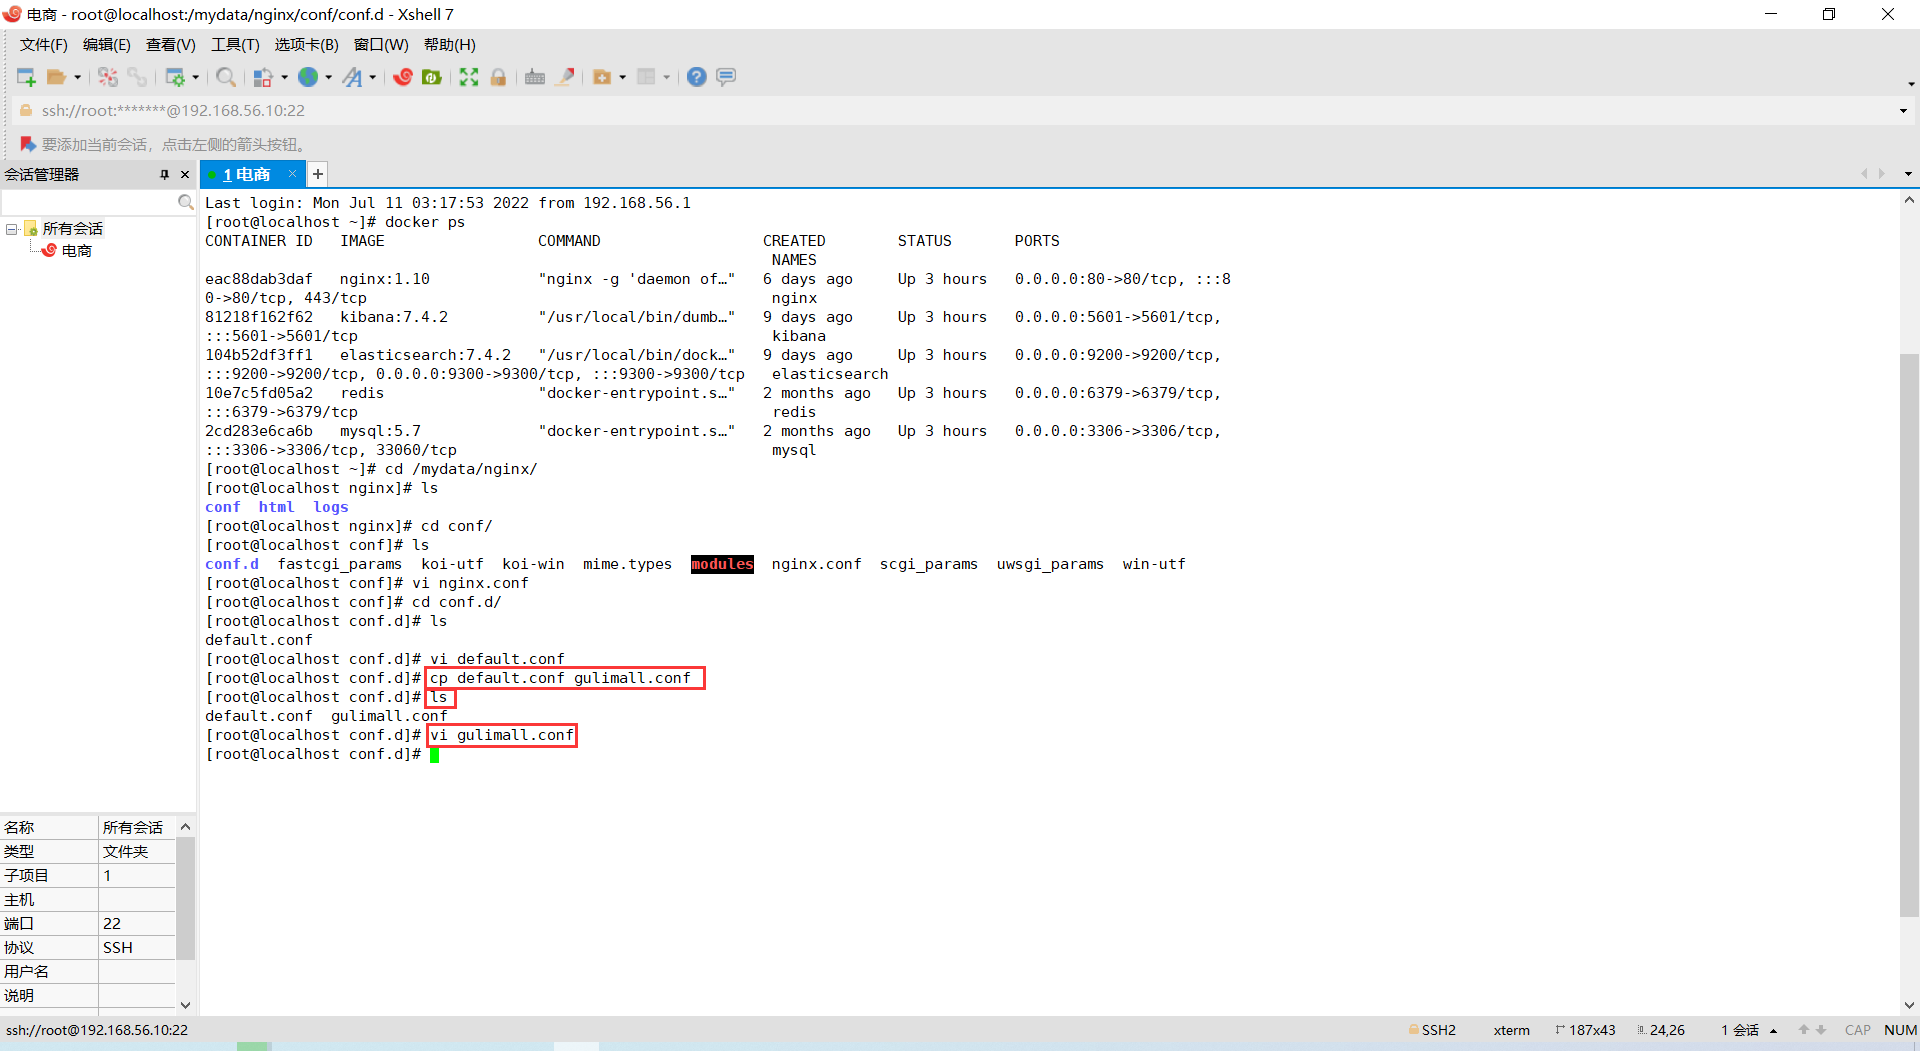 电商 - root@localhost:/mydata/nginx/conf/conf.d - Xshell 7
文件(F) 编辑(E) 查看(V) 工具(T) 选项卡(B) 窗口(W) 帮助(H)
ssh://root:*******@192.168.56.10:22
要添加当前会话，点击左侧的箭头按钮。
会话管理器
1 电商
所有会话
电商
Last login: Mon Jul 11 03:17:53 2022 from 192.168.56.1
[root@localhost ~]# docker ps
CONTAINER ID   IMAGE                 COMMAND                  CREATED        STATUS       PORTS
NAMES
eac88dab3daf   nginx:1.10            "nginx -g 'daemon of…"   6 days ago     Up 3 hours   0.0.0.0:80->80/tcp, :::8
0->80/tcp, 443/tcp                                             nginx
81218f162f62   kibana:7.4.2          "/usr/local/bin/dumb…"   9 days ago     Up 3 hours   0.0.0.0:5601->5601/tcp,
:::5601->5601/tcp                                              kibana
104b52df3ff1   elasticsearch:7.4.2   "/usr/local/bin/dock…"   9 days ago     Up 3 hours   0.0.0.0:9200->9200/tcp,
:::9200->9200/tcp, 0.0.0.0:9300->9300/tcp, :::9300->9300/tcp   elasticsearch
10e7c5fd05a2   redis                 "docker-entrypoint.s…"   2 months ago   Up 3 hours   0.0.0.0:6379->6379/tcp,
:::6379->6379/tcp                                              redis
2cd283e6ca6b   mysql:5.7             "docker-entrypoint.s…"   2 months ago   Up 3 hours   0.0.0.0:3306->3306/tcp,
:::3306->3306/tcp, 33060/tcp                                   mysql
[root@localhost ~]# cd /mydata/nginx/
[root@localhost nginx]# ls
conf  html  logs
[root@localhost nginx]# cd conf/
[root@localhost conf]# ls
conf.d  fastcgi_params  koi-utf  koi-win  mime.types  modules  nginx.conf  scgi_params  uwsgi_params  win-utf
[root@localhost conf]# vi nginx.conf
[root@localhost conf]# cd conf.d/
[root@localhost conf.d]# ls
default.conf
[root@localhost conf.d]# vi default.conf
[root@localhost conf.d]# cp default.conf gulimall.conf
[root@localhost conf.d]# ls
default.conf  gulimall.conf
[root@localhost conf.d]# vi gulimall.conf
[root@localhost conf.d]#
名称 所有会话
类型 文件夹
子项目 1
主机
端口 22
协议 SSH
用户名
说明
ssh://root@192.168.56.10:22 SSH2 xterm 187x43 24,26 1 会话 CAP NUM